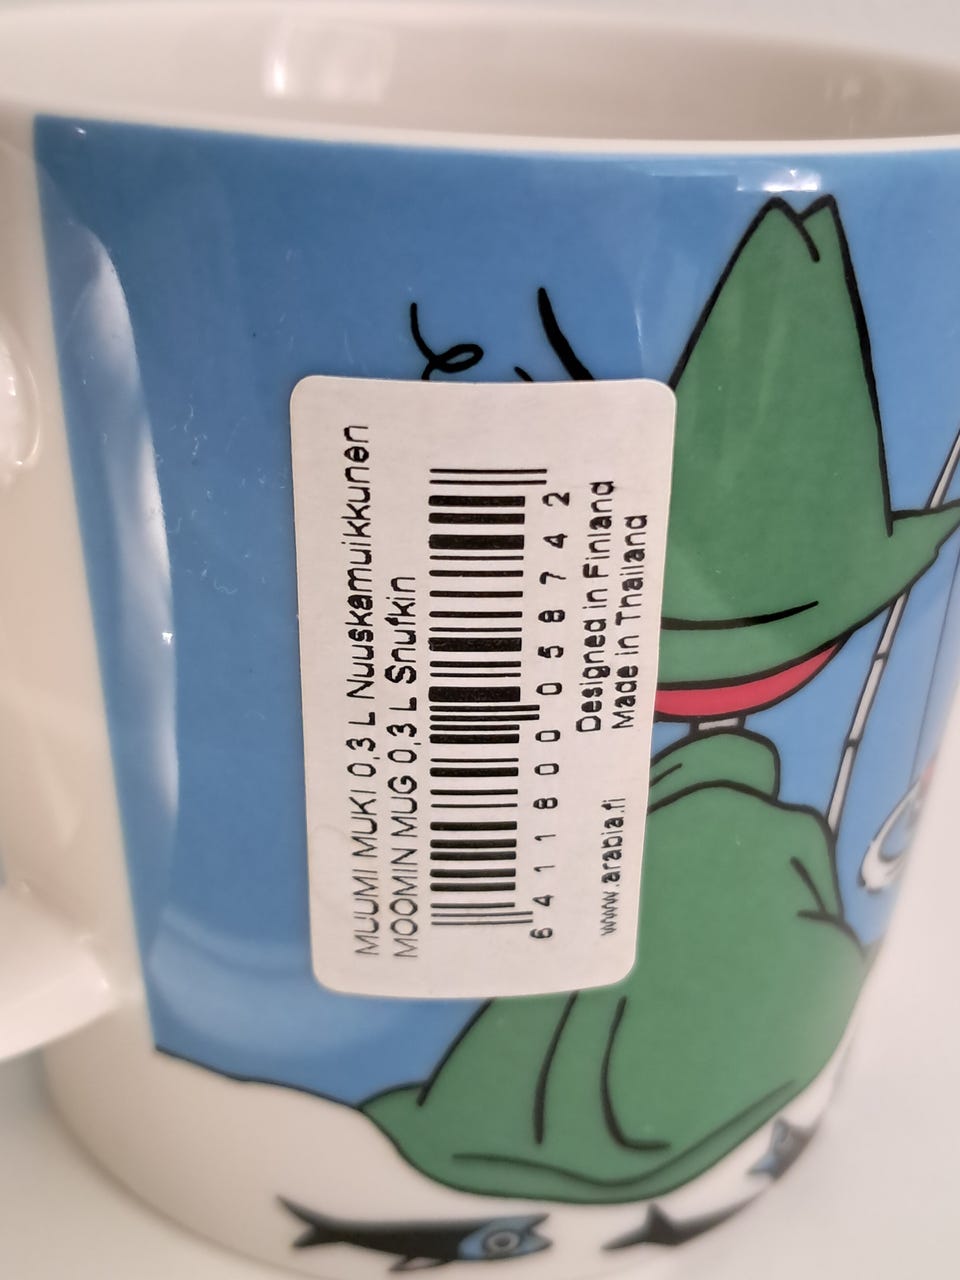 MUUMI MUKI 0,3 L Nuuskamuikkunen
MOOMIN MUG 0,3 L Snufkin
6 411800 058742
Designed in Finland
www.arabia.fi Made in Thailand